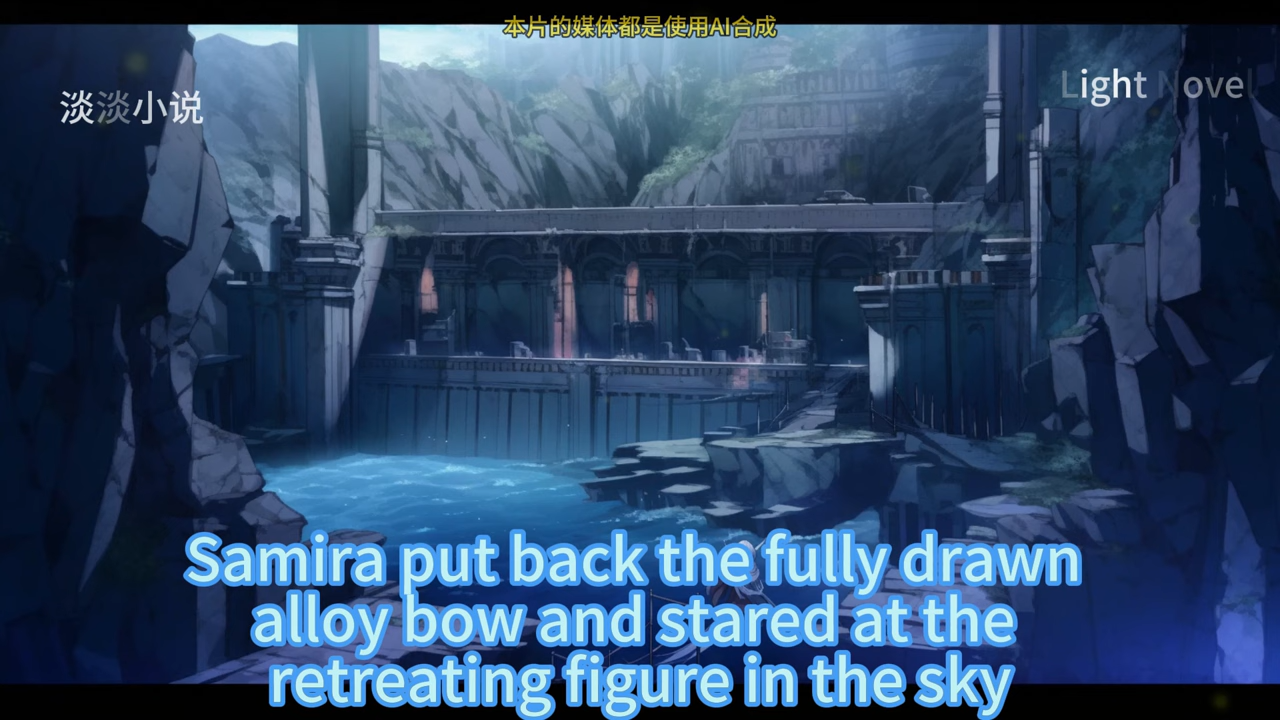 本片的媒体都是使用AI合成
淡淡小说
Light Novel
Samira put back the fully drawn
alloy bow and stared at the
retreating figure in the sky